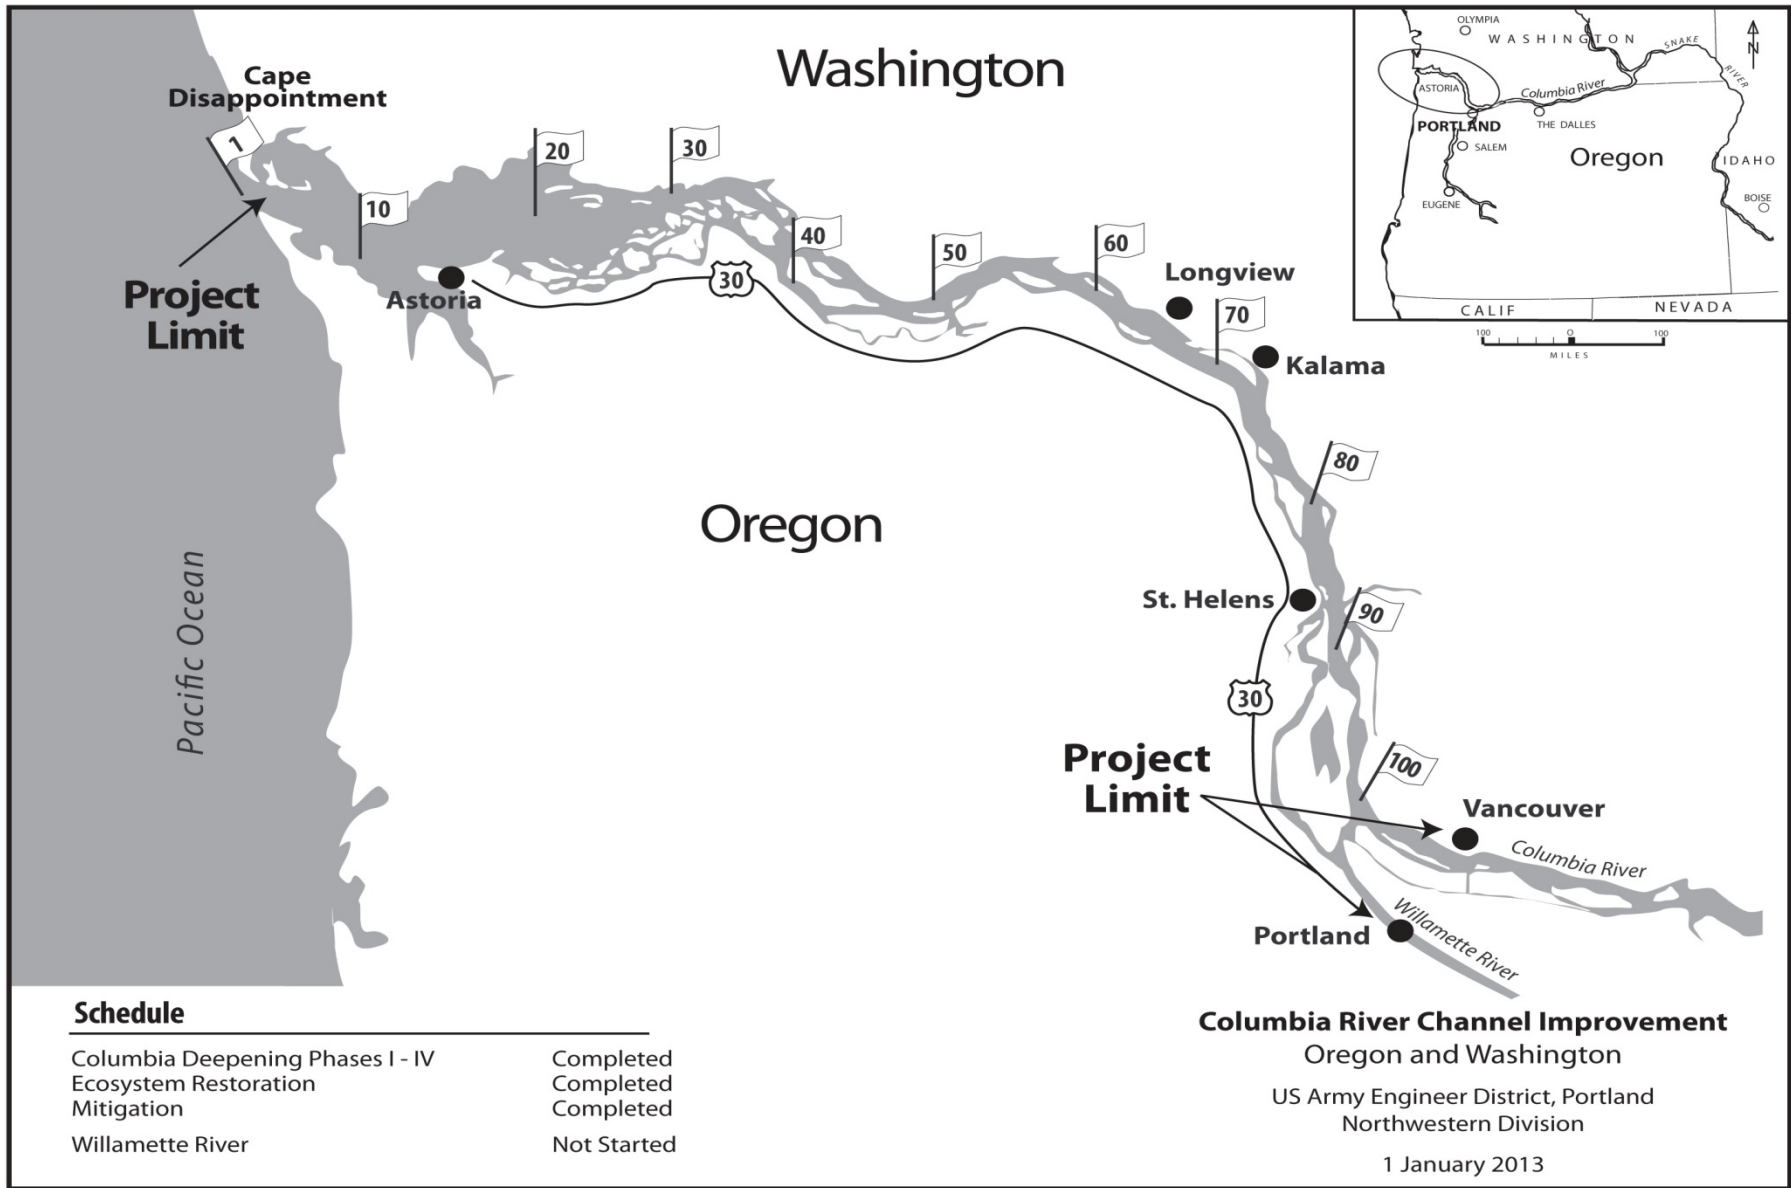 Washington
Cape
Disappointment
1
10
20
30
40
50
60
70
80
90
100
Project
Limit
Astoria
30
Longview
Kalama
Oregon
Pacific Ocean
St. Helens
30
Project
Limit
Vancouver
Columbia River
Portland
Willamette River
OLYMPIA
WASHINGTON
SNAKE
RIVER
N
ASTORIA
Columbia River
PORTLAND
THE DALLES
SALEM
Oregon
IDAHO
EUGENE
BOISE
CALIF
NEVADA
100 0 100
MILES
Schedule
Columbia Deepening Phases I - IV Completed
Ecosystem Restoration Completed
Mitigation Completed
Willamette River Not Started
Columbia River Channel Improvement
Oregon and Washington
US Army Engineer District, Portland
Northwestern Division
1 January 2013